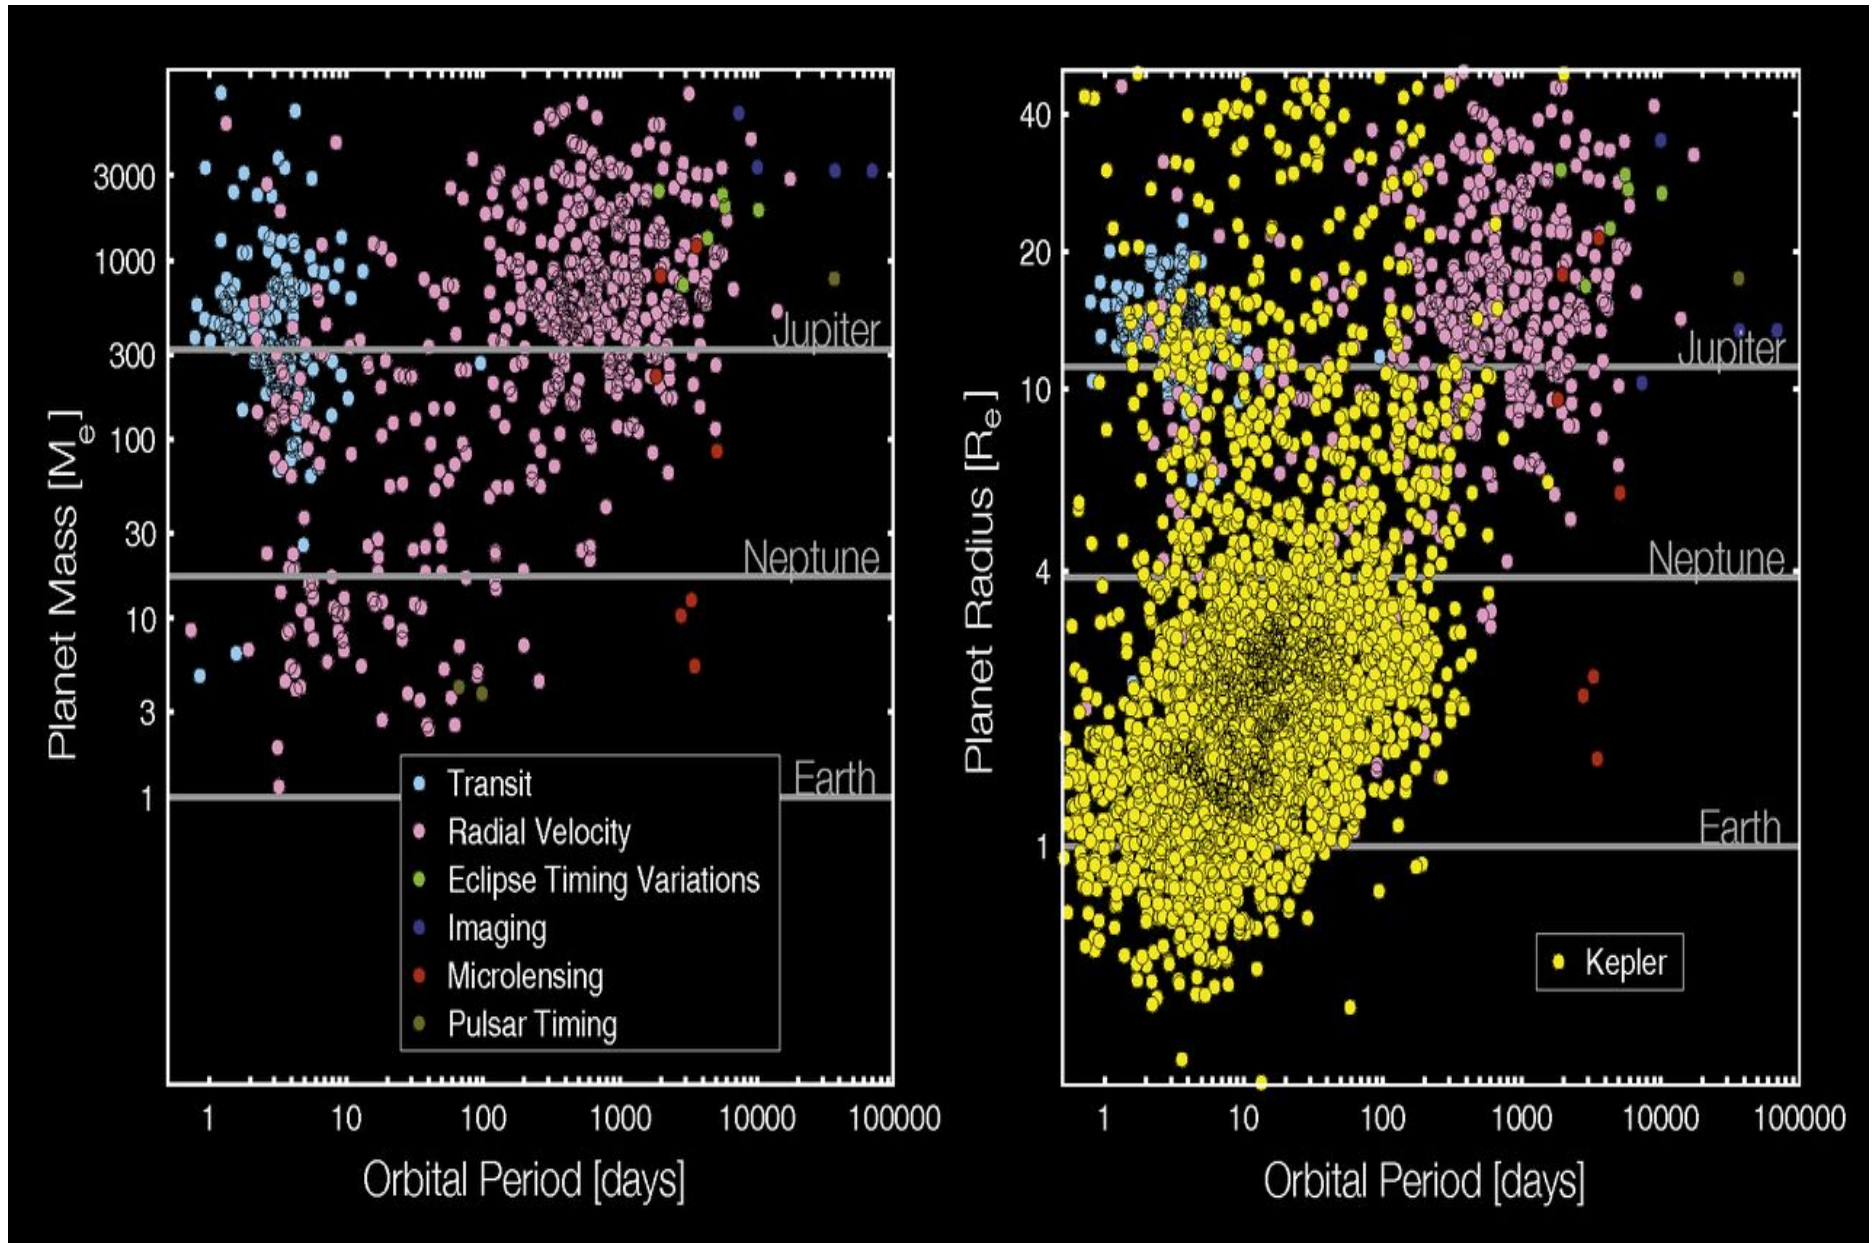 3000
1000
300
100
30
10
3
1
Planet Mass [Me]
Jupiter
Neptune
Earth
Transit
Radial Velocity
Eclipse Timing Variations
Imaging
Microlensing
Pulsar Timing
1 10 100 1000 10000 100000
Orbital Period [days]
40
20
10
4
1
Planet Radius [Re]
Jupiter
Neptune
Earth
Kepler
1 10 100 1000 10000 100000
Orbital Period [days]